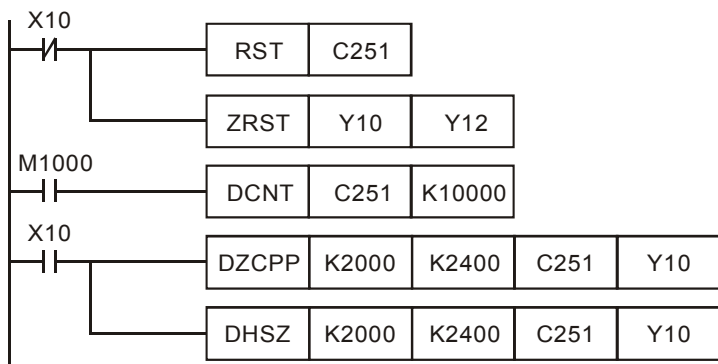 X10
RST C251
ZRST Y10 Y12
M1000
DCNT C251 K10000
X10
DZCPP K2000 K2400 C251 Y10
DHSZ K2000 K2400 C251 Y10